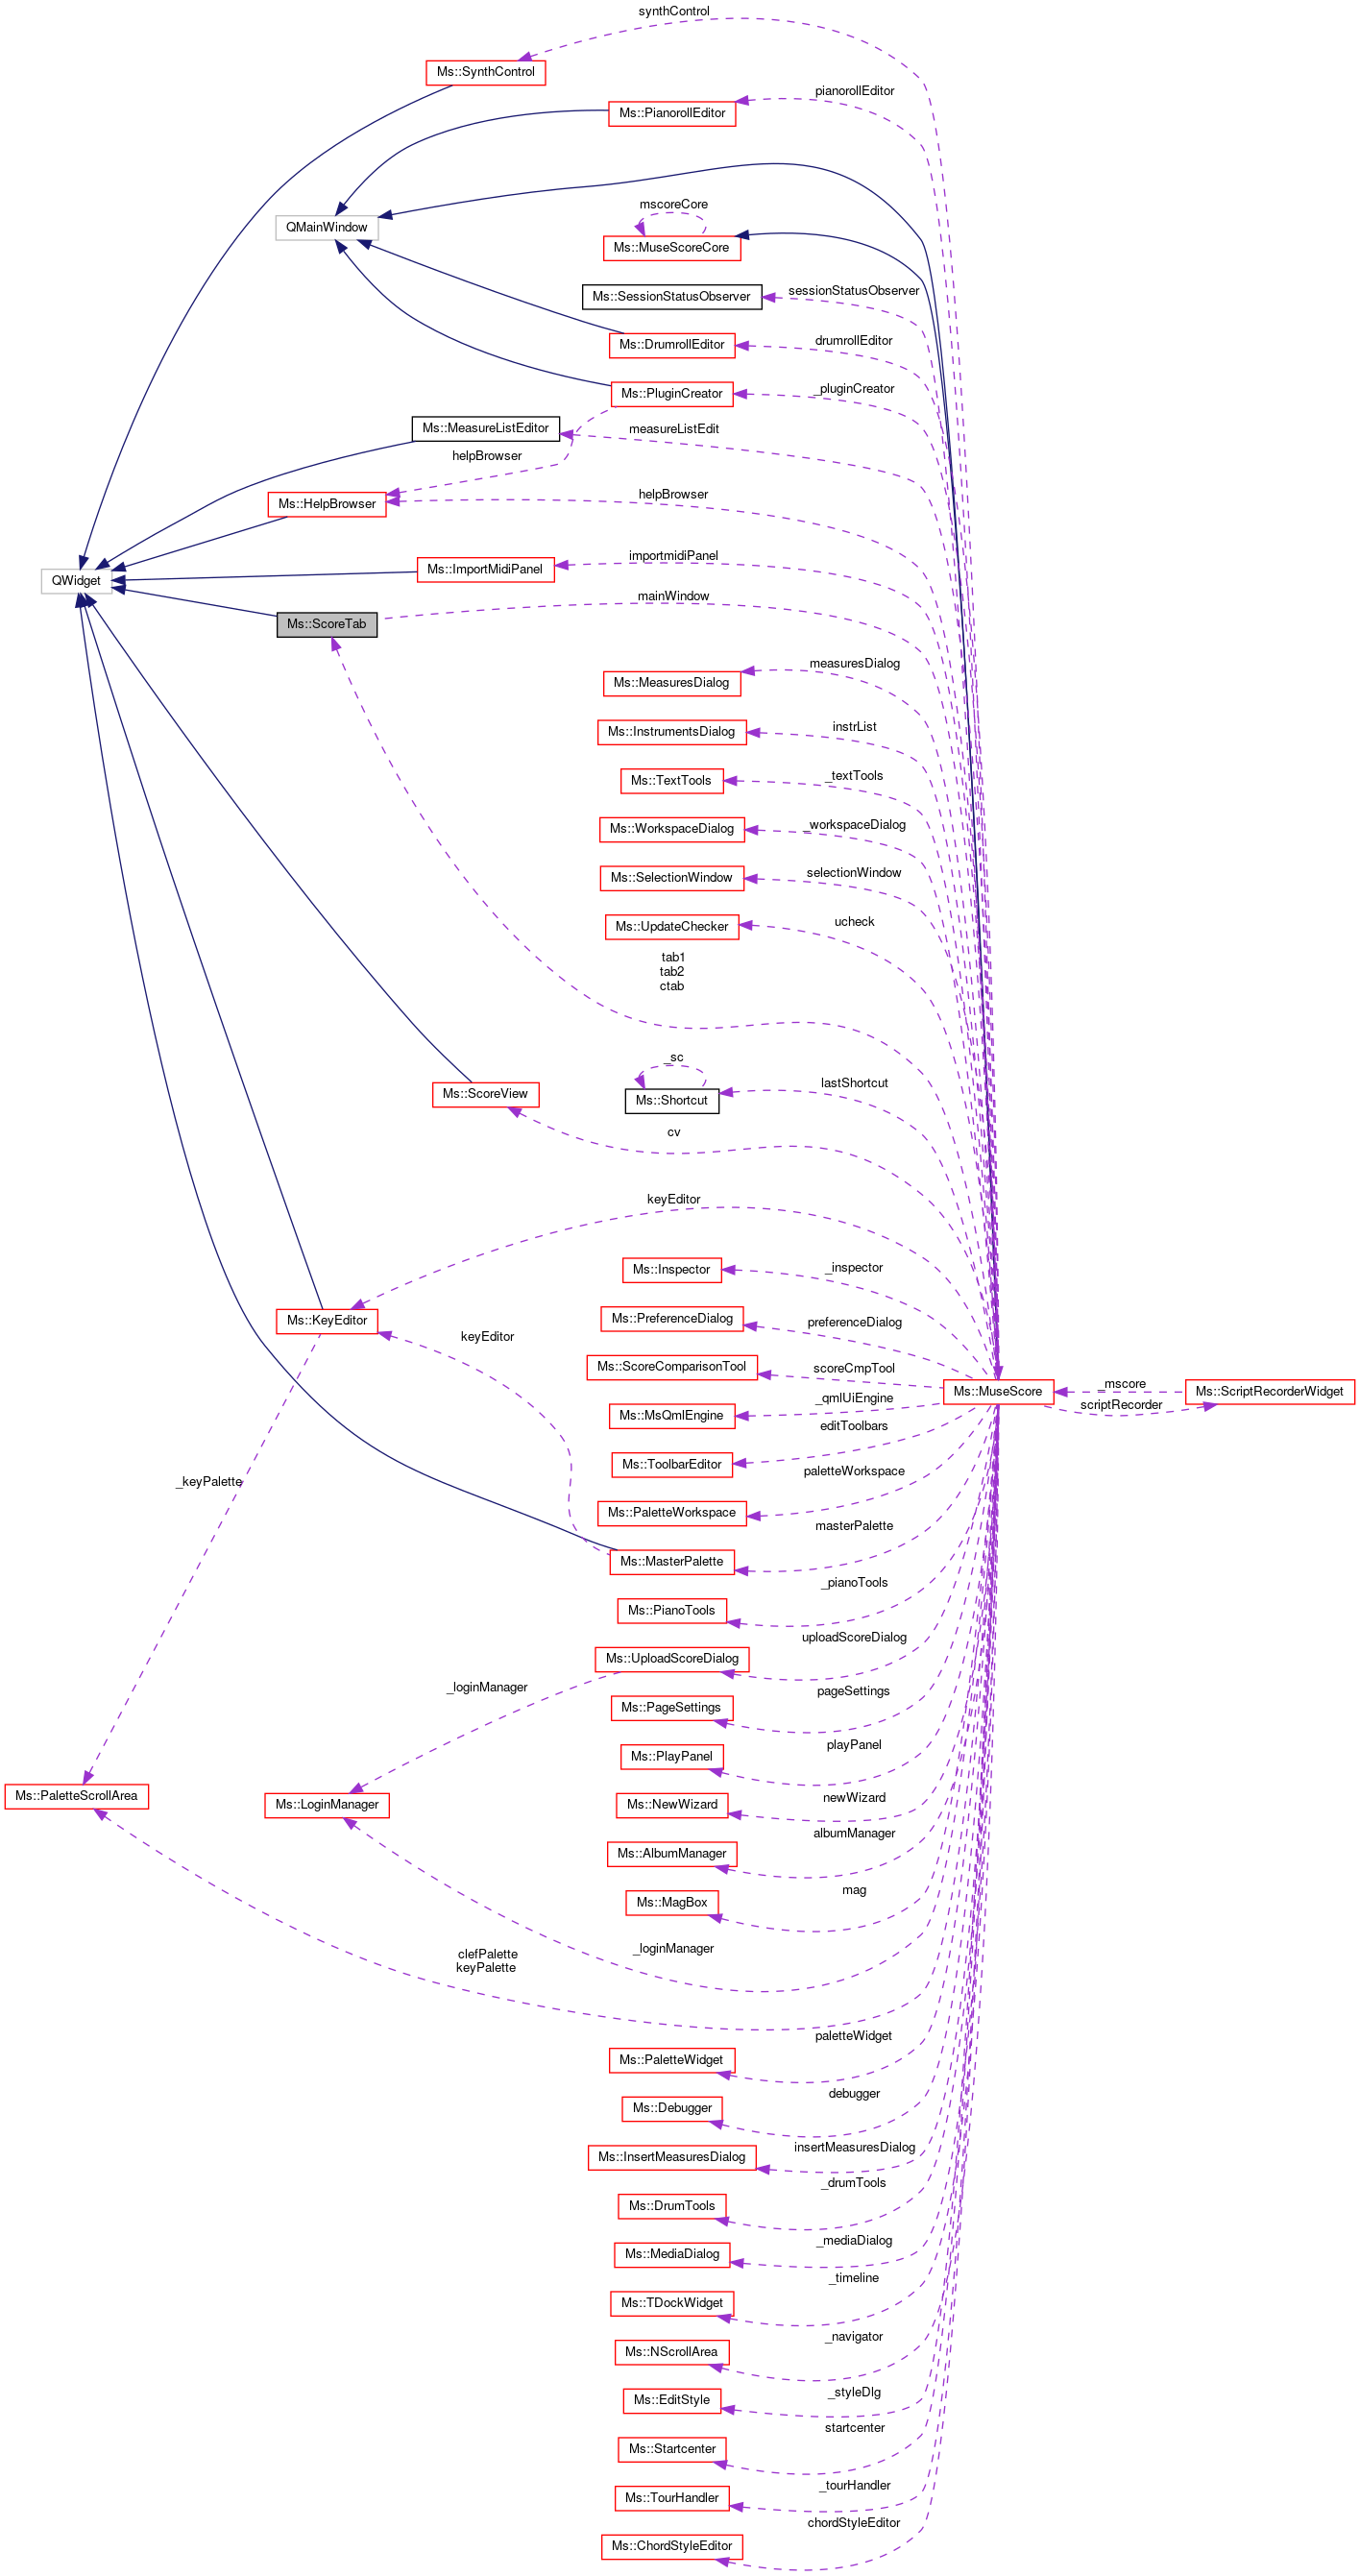 synthControl
Ms::SynthControl
pianorollEditor
Ms::PianorollEditor
mscoreCore
QMainWindow
Ms::MuseScoreCore
sessionStatusObserver
Ms::SessionStatusObserver
drumrollEditor
Ms::DrumrollEditor
_pluginCreator
Ms::PluginCreator
Ms::MeasureListEditor
measureListEdit
helpBrowser
helpBrowser
Ms::HelpBrowser
importmidiPanel
Ms::ImportMidiPanel
QWidget
mainWindow
Ms::ScoreTab
measuresDialog
Ms::MeasuresDialog
instrList
Ms::InstrumentsDialog
_textTools
Ms::TextTools
_workspaceDialog
Ms::WorkspaceDialog
selectionWindow
Ms::SelectionWindow
ucheck
Ms::UpdateChecker
tab1
tab2
ctab
_sc
lastShortcut
Ms::ScoreView
Ms::Shortcut
cv
keyEditor
_inspector
Ms::Inspector
Ms::KeyEditor
Ms::PreferenceDialog
preferenceDialog
keyEditor
Ms::ScoreComparisonTool
scoreCmpTool
_mscore
Ms::MuseScore
Ms::ScriptRecorderWidget
_qmlUiEngine
scriptRecorder
Ms::MsQmlEngine
editToolbars
Ms::ToolbarEditor
paletteWorkspace
_keyPalette
Ms::PaletteWorkspace
masterPalette
Ms::MasterPalette
_pianoTools
Ms::PianoTools
uploadScoreDialog
Ms::UploadScoreDialog
_loginManager
pageSettings
Ms::PageSettings
playPanel
Ms::PlayPanel
Ms::PaletteScrollArea
newWizard
Ms::LoginManager
Ms::NewWizard
albumManager
Ms::AlbumManager
mag
Ms::MagBox
_loginManager
clefPalette
keyPalette
paletteWidget
Ms::PaletteWidget
debugger
Ms::Debugger
insertMeasuresDialog
Ms::InsertMeasuresDialog
_drumTools
Ms::DrumTools
_mediaDialog
Ms::MediaDialog
_timeline
Ms::TDockWidget
_navigator
Ms::NScrollArea
_styleDlg
Ms::EditStyle
startcenter
Ms::Startcenter
_tourHandler
Ms::TourHandler
chordStyleEditor
Ms::ChordStyleEditor